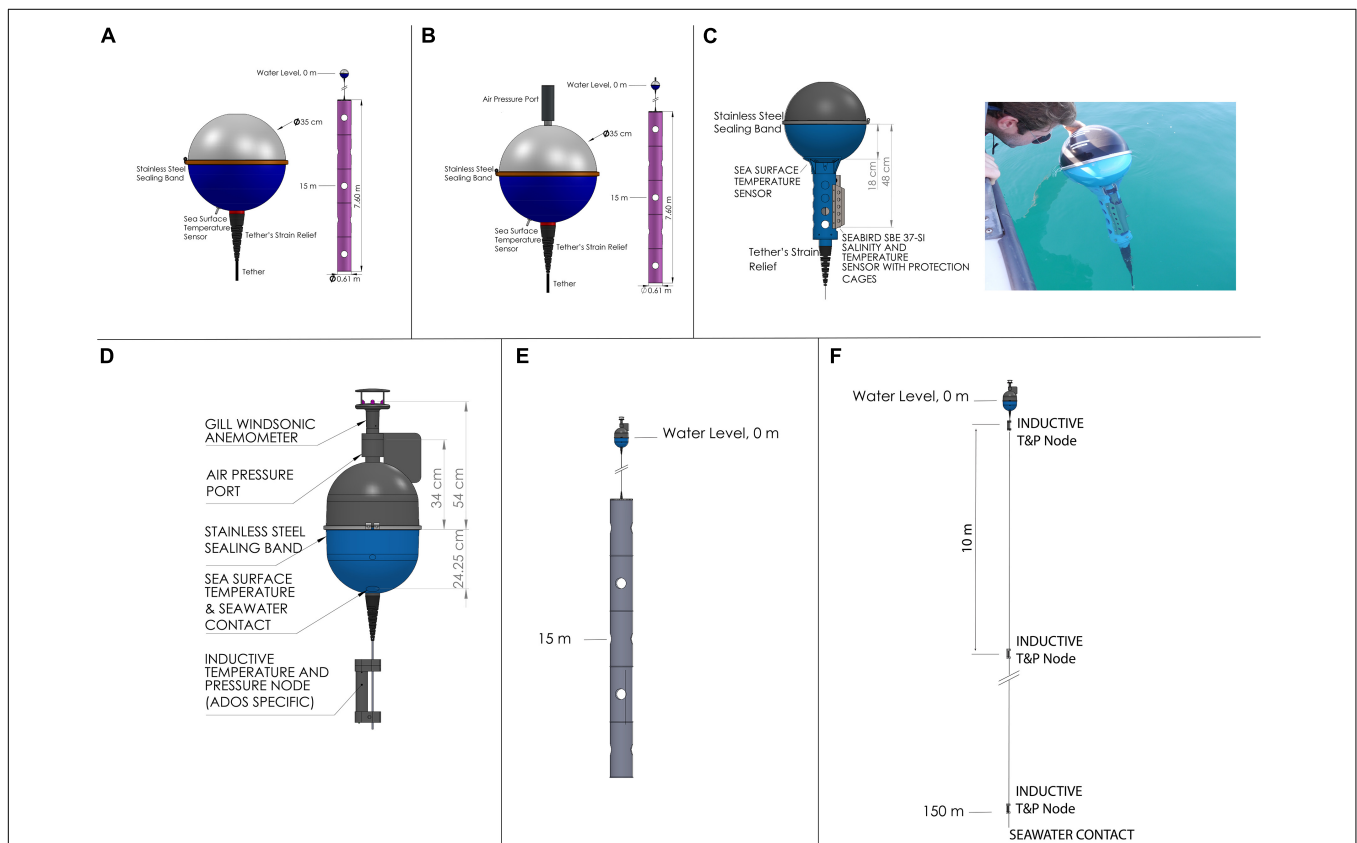 A
Water Level, 0 m
Ø35 cm
Stainless Steel
Sealing Band
15 m
7.60 m
Sea Surface
Temperature
Sensor
Tether's Strain Relief
Tether
Ø0.61 m
B
Air Pressure Port
Water Level, 0 m
Ø35 cm
Stainless Steel
Sealing Band
15 m
7.60 m
Sea Surface
Temperature
Sensor
Tether's Strain Relief
Tether
Ø0.61 m
C
Stainless Steel
Sealing Band
SEA SURFACE
TEMPERATURE
SENSOR
18 cm
48 cm
SEABIRD SBE 37-SI
SALINITY AND
TEMPERATURE
SENSOR WITH PROTECTION
CAGES
Tether's Strain
Relief
D
GILL WINDSONIC
ANEMOMETER
AIR PRESSURE
PORT
34 cm
54 cm
STAINLESS STEEL
SEALING BAND
24.25 cm
SEA SURFACE
TEMPERATURE
& SEAWATER
CONTACT
INDUCTIVE
TEMPERATURE AND
PRESSURE NODE
(ADOS SPECIFIC)
E
Water Level, 0 m
15 m
F
Water Level, 0 m
INDUCTIVE
T&P Node
10 m
INDUCTIVE
T&P Node
150 m
INDUCTIVE
T&P Node
SEAWATER CONTACT